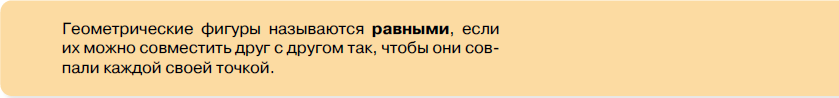 Геометрические фигуры называются равными, если
их можно совместить друг с другом так, чтобы они сов-
пали каждой своей точкой.